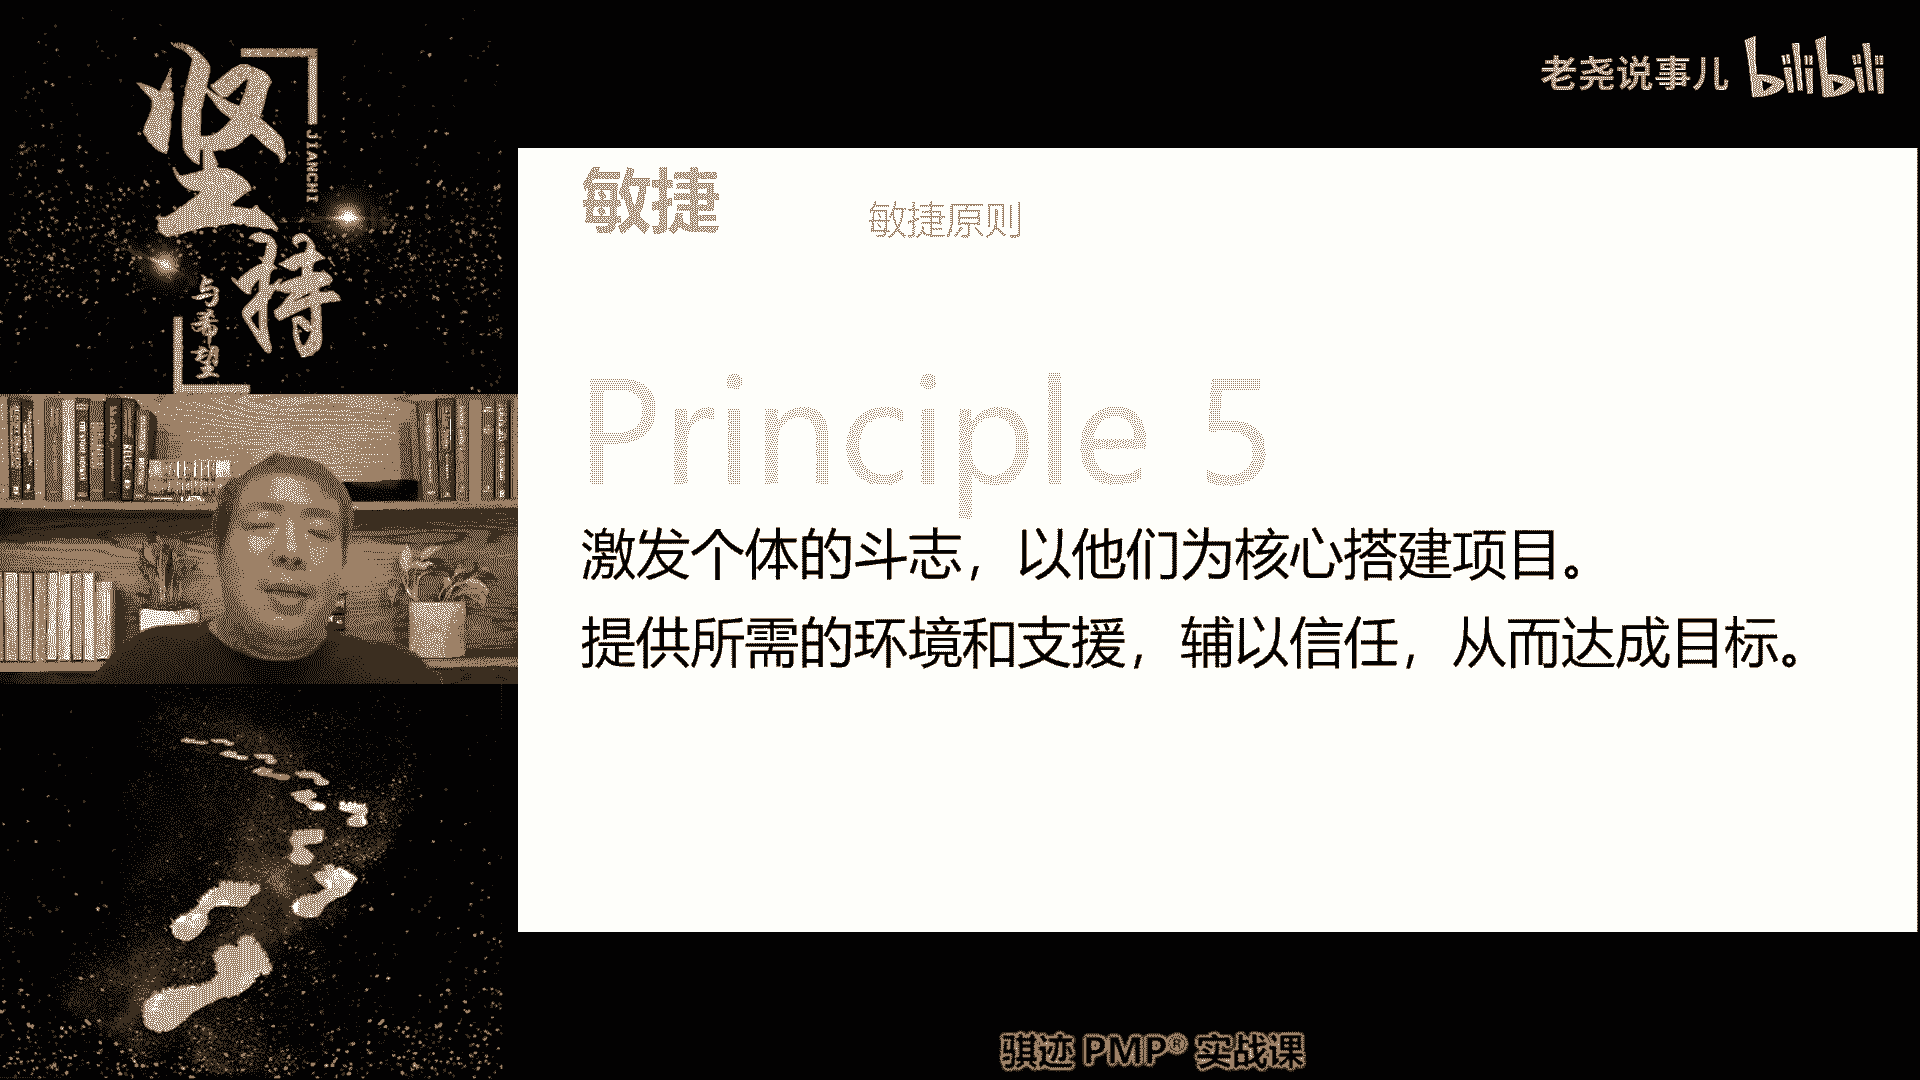 坚持
JIANCHI
与希望
老尧说事儿 bilibili
敏捷
敏捷原则
Principle 5
激发个体的斗志，以他们为核心搭建项目。
提供所需的环境和支援，辅以信任，从而达成目标。
骐迹 PMP® 实战课